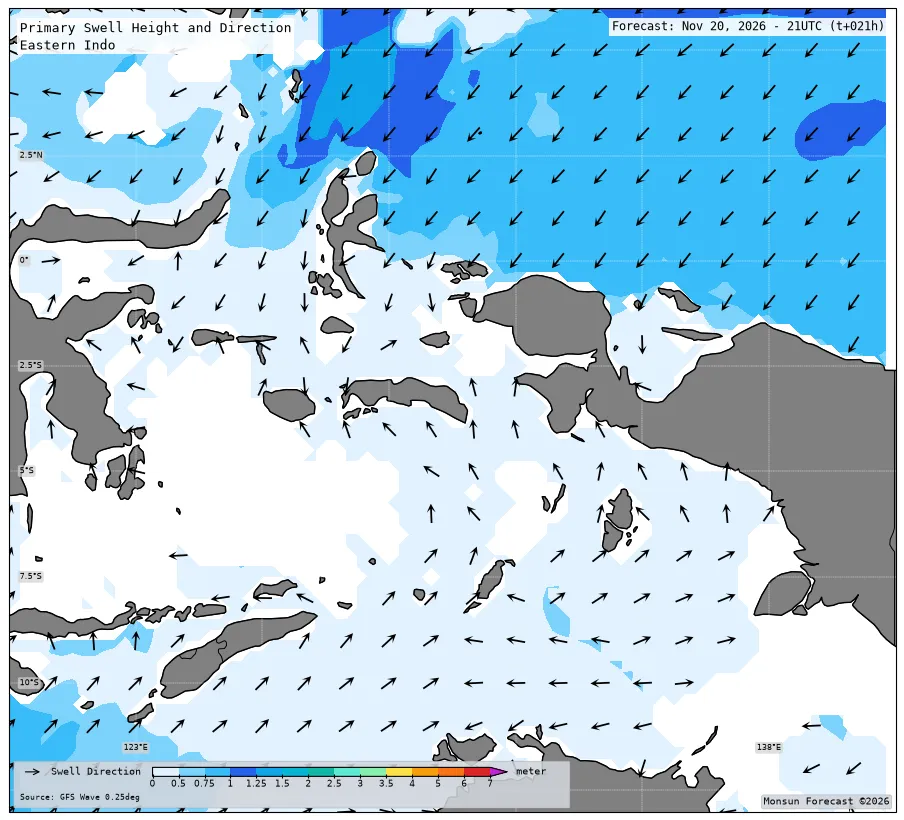 Primary Swell Height and Direction
Eastern Indo
Forecast: Nov 20, 2026 - 21UTC (t+021h)
2.5°N
0°
2.5°S
5°S
7.5°S
10°S
123°E
138°E
Swell Direction
meter
0 0.5 0.75 1 1.25 1.5 2 2.5 3 3.5 4 5 6 7
Source: GFS Wave 0.25deg
Monsun Forecast ©2026